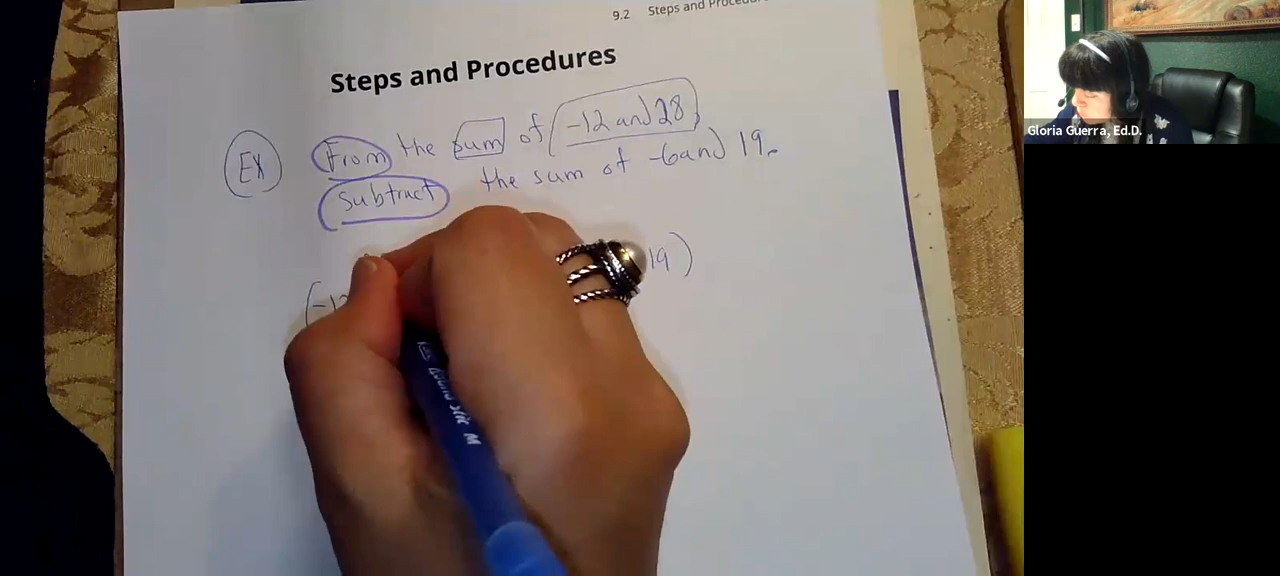 9.2 Steps and
Steps and Procedures
Ex From the sum of (-12 and 28)
subtract the sum of -6 and 19.
(-12 19)
Gloria Guerra, Ed.D.